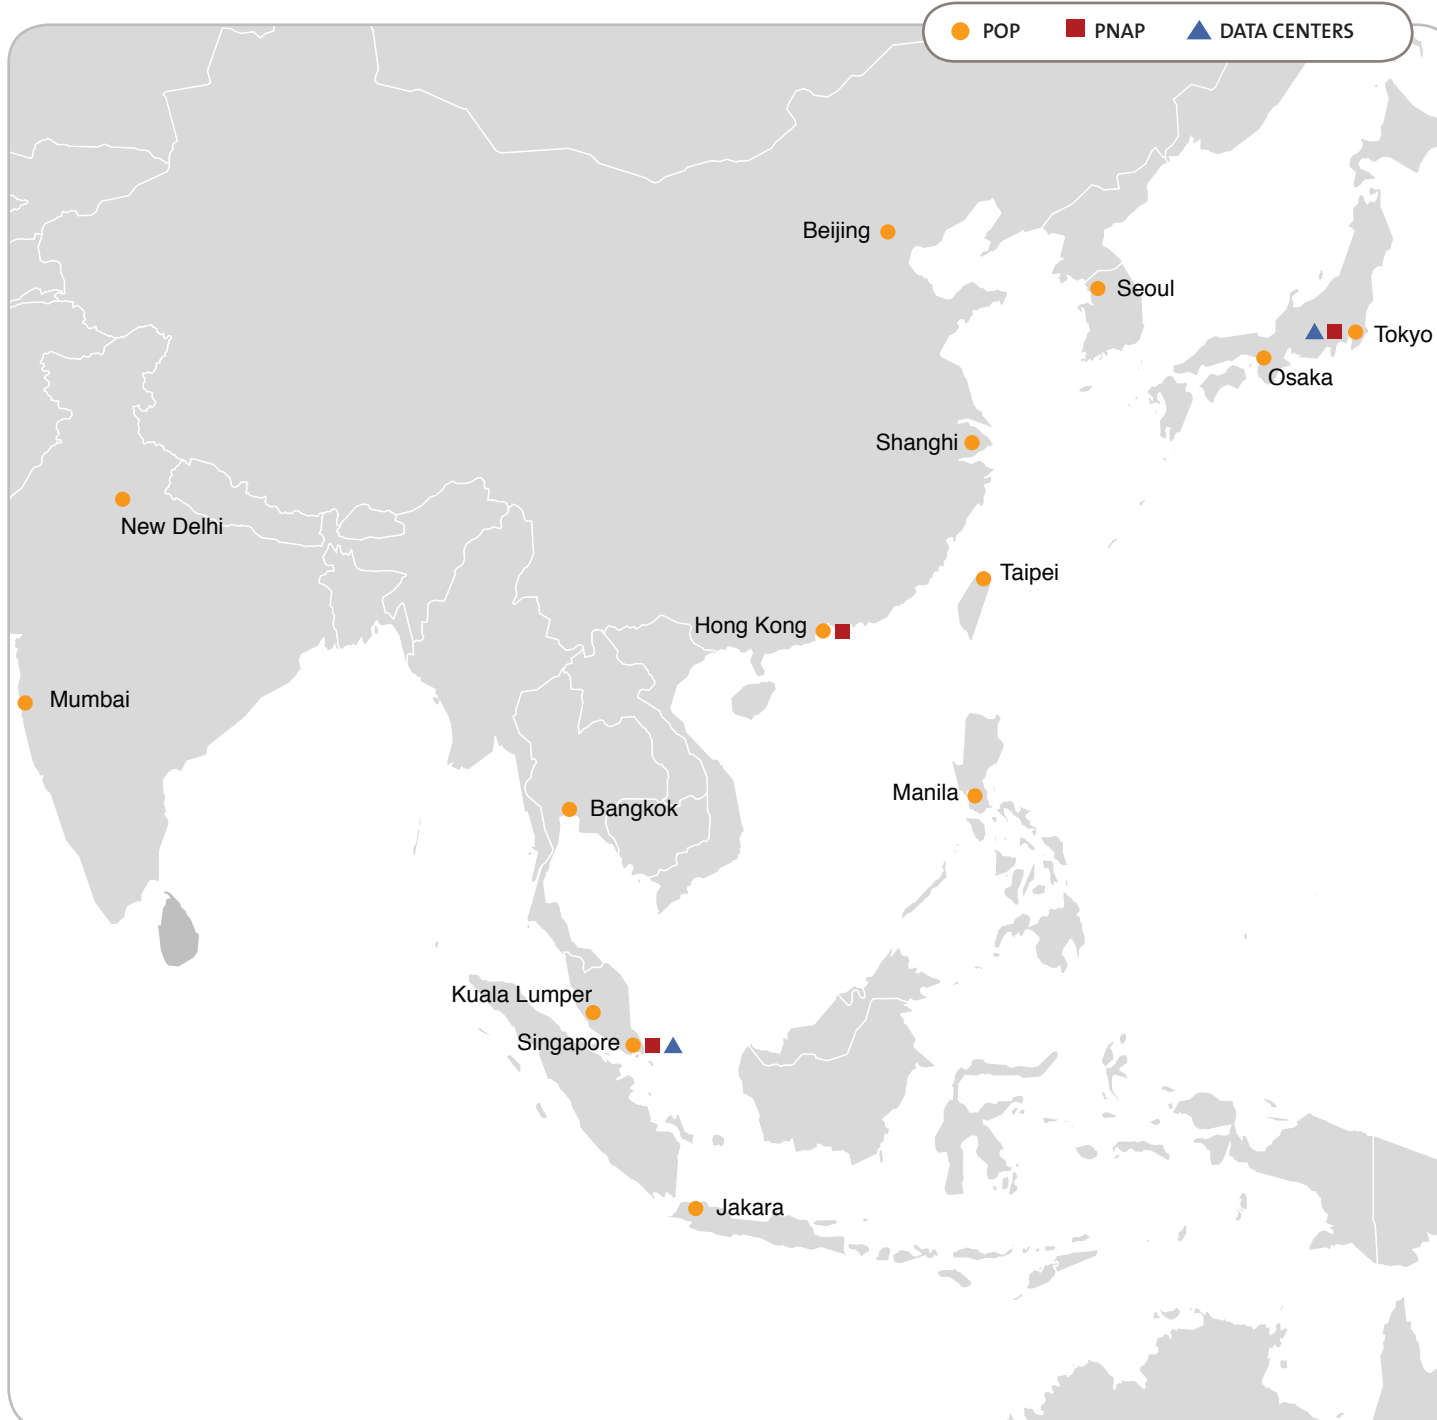 POP PNAP DATA CENTERS
Beijing
Seoul
Tokyo
Osaka
Shanghi
New Delhi
Taipei
Hong Kong
Mumbai
Manila
Bangkok
Kuala Lumper
Singapore
Jakara